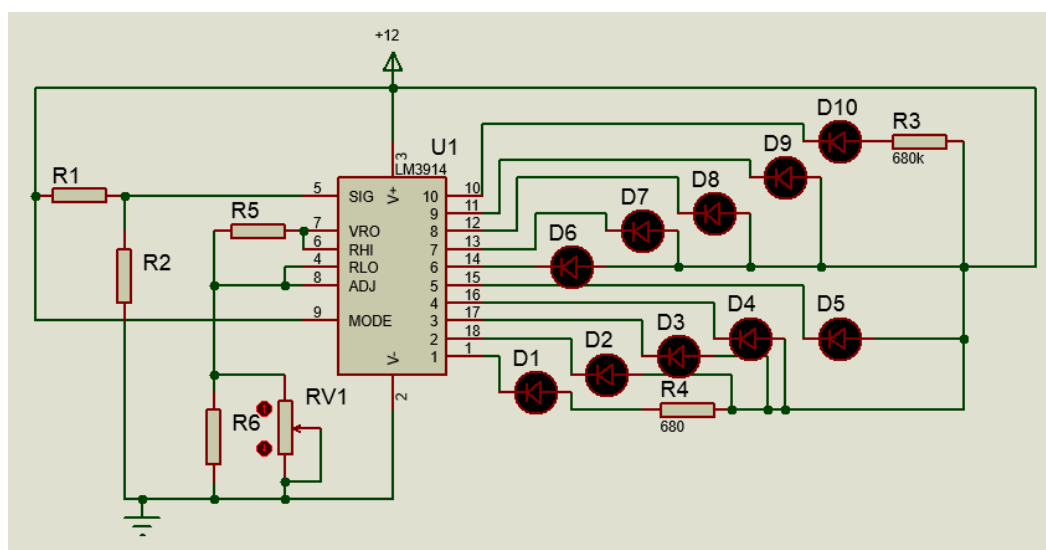 +12
D10
R3
680k
D9
U1
LM3914
R1
D8
D7
R5
D6
R2
5
7
6
4
8
9
3
2
SIG
VRO
RHI
RLO
ADJ
MODE
V+
V-
10
9
8
7
6
5
4
3
2
1
10
11
12
13
14
15
16
17
18
1
D5
D4
D3
D2
D1
R4
680
RV1
R6